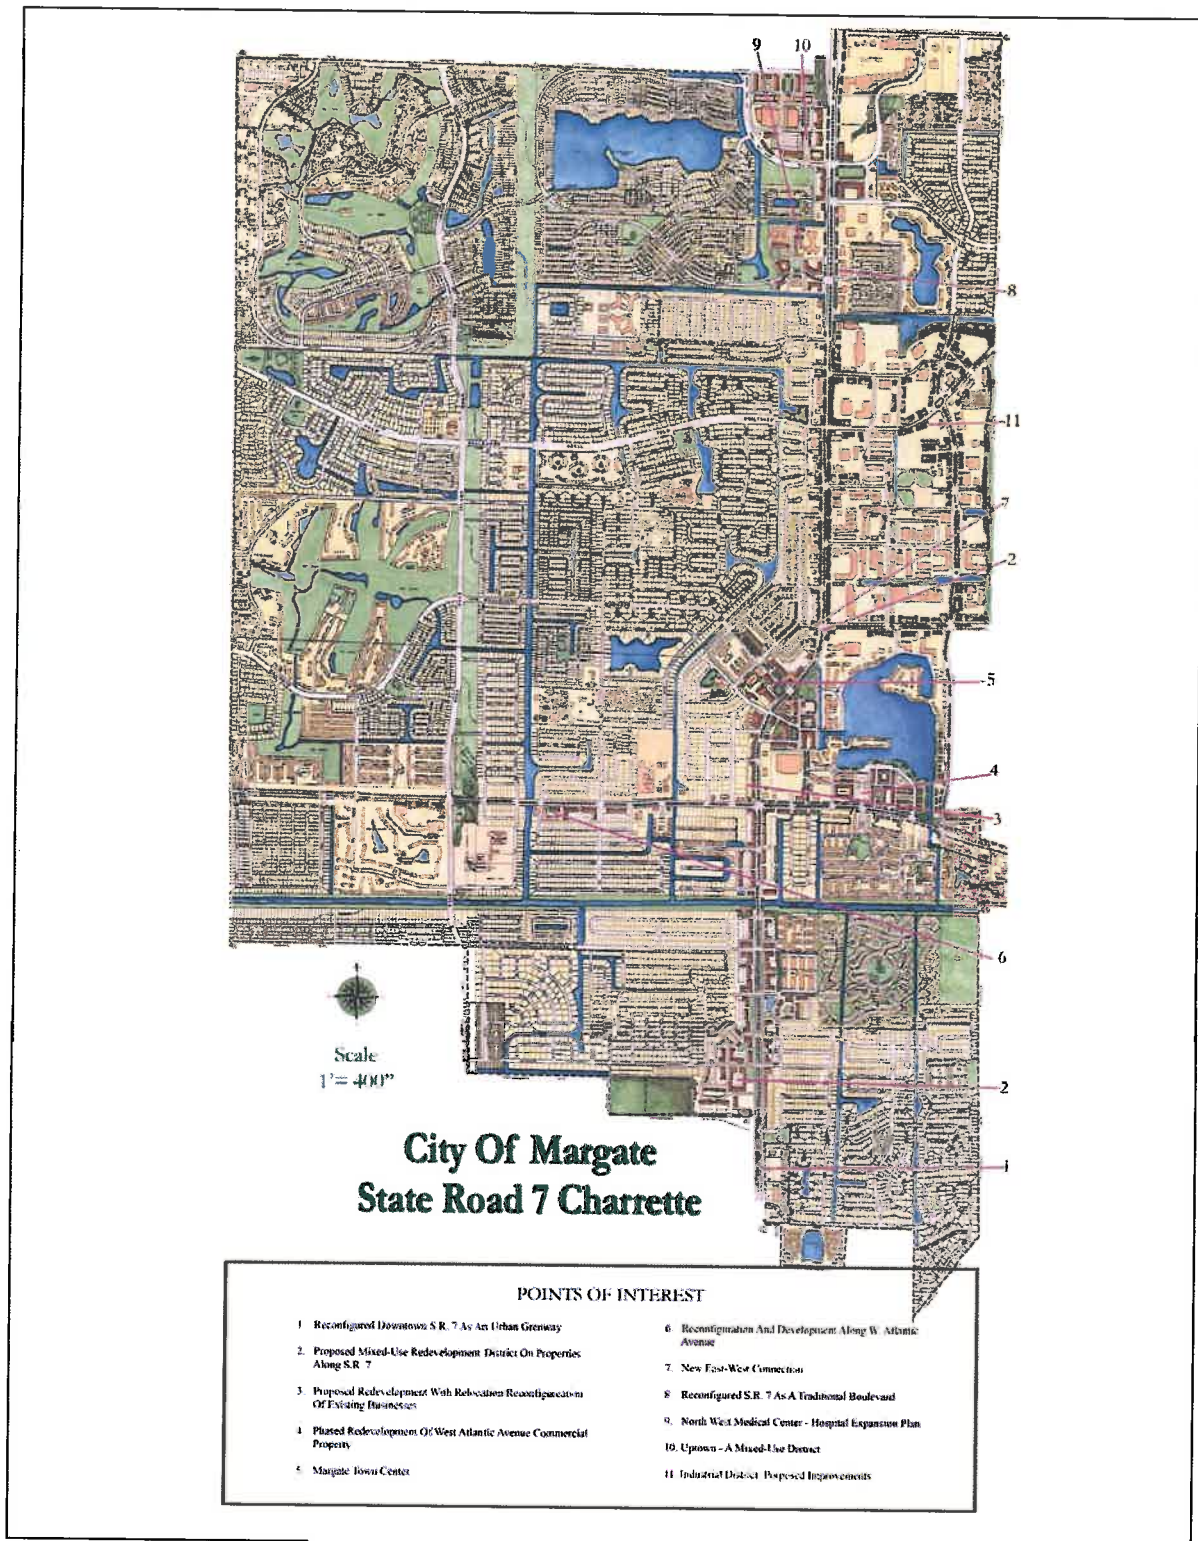 9
10
8
11
7
2
5
4
3
6
2
1
Scale
1'= 400"
City Of Margate
State Road 7 Charrette
POINTS OF INTEREST
1 Reconfigured Downtown S.R. 7 As An Urban Grenway
2. Proposed Mixed-Use Redevelopment District On Properties
Along S.R. 7
3. Proposed Redevelopment With Relocation Reconfiguration
Of Existing Businesses
4 Phased Redevelopment Of West Atlantic Avenue Commercial
Property
5 Margate Town Center
6. Reconfiguration And Development Along W. Atlantic
Avenue
7. New East-West Connection
8 Reconfigured S.R. 7 As A Traditional Boulevard
9. North West Medical Center - Hospital Expansion Plan
10. Uptown - A Mixed-Use District
11 Industrial District Porposed Improvements